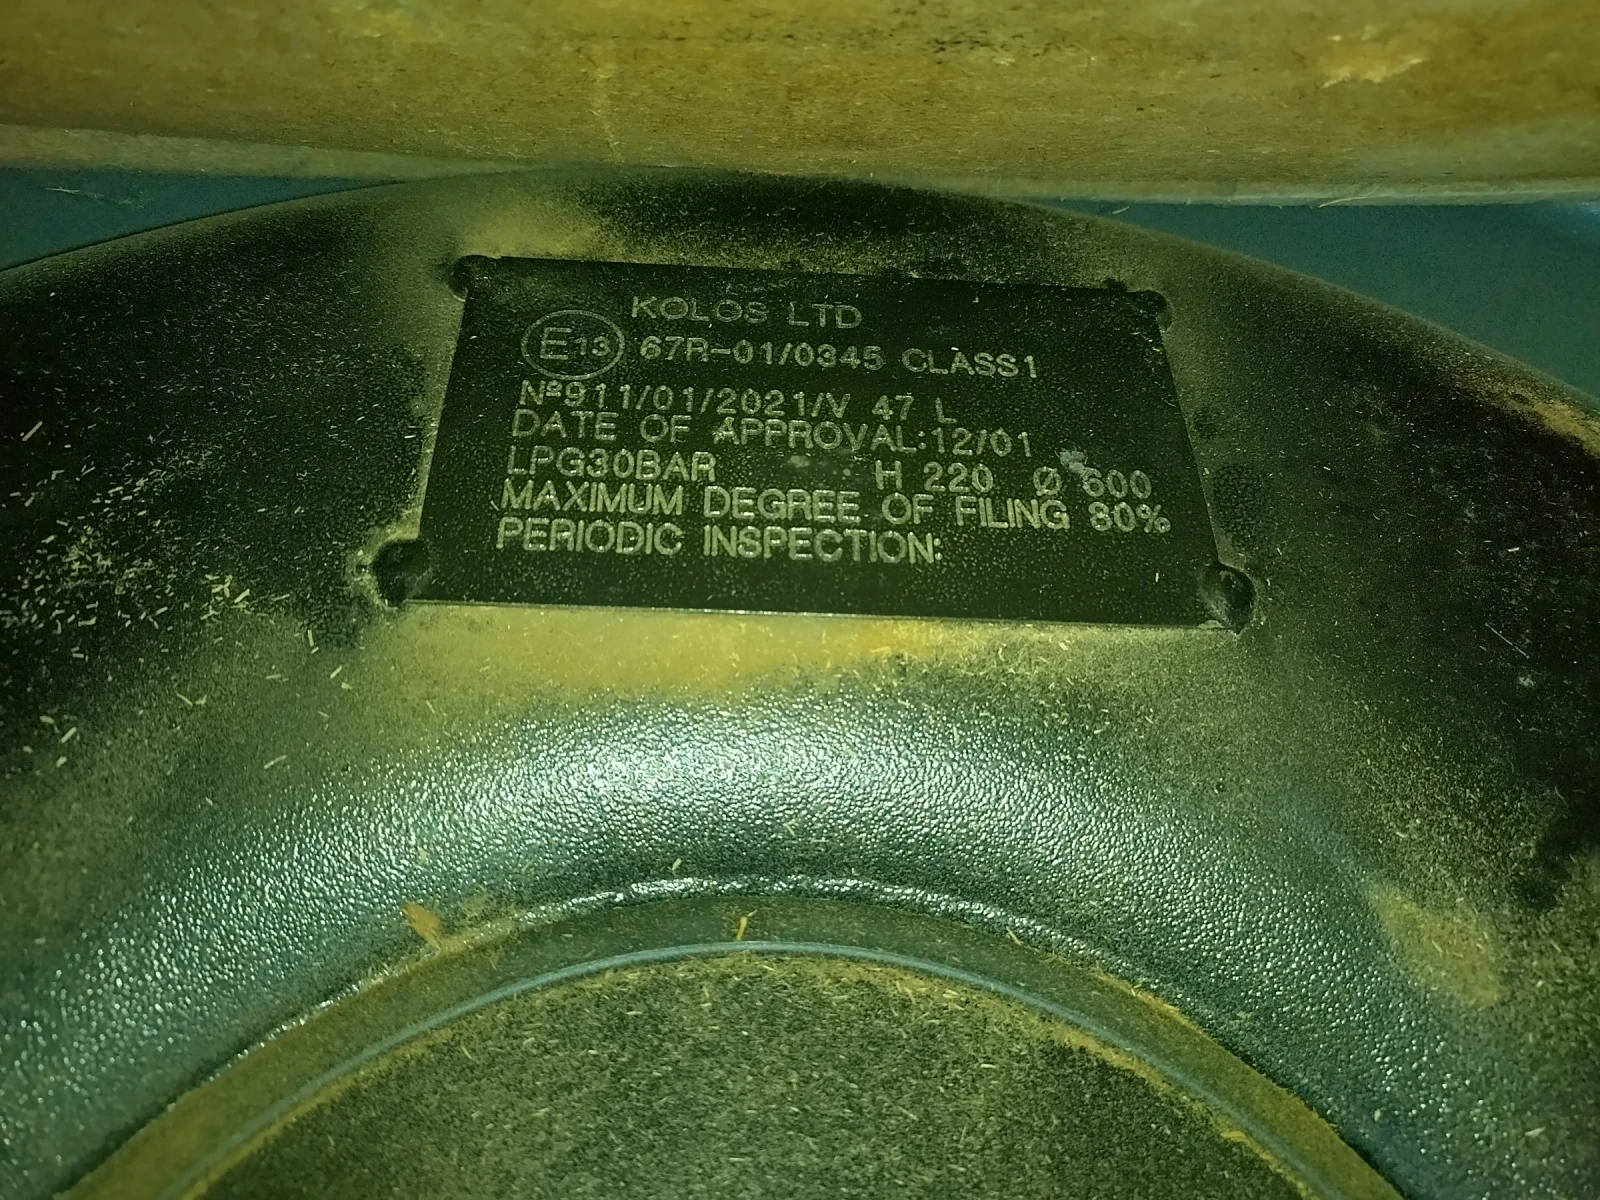 KOLOS LTD
E13 67R-01/0345 CLASS1
Nº911/01/2021/V 47 L
DATE OF APPROVAL:12/01
LPG30BAR H 220 Ø 600
MAXIMUM DEGREE OF FILING 80%
PERIODIC INSPECTION: